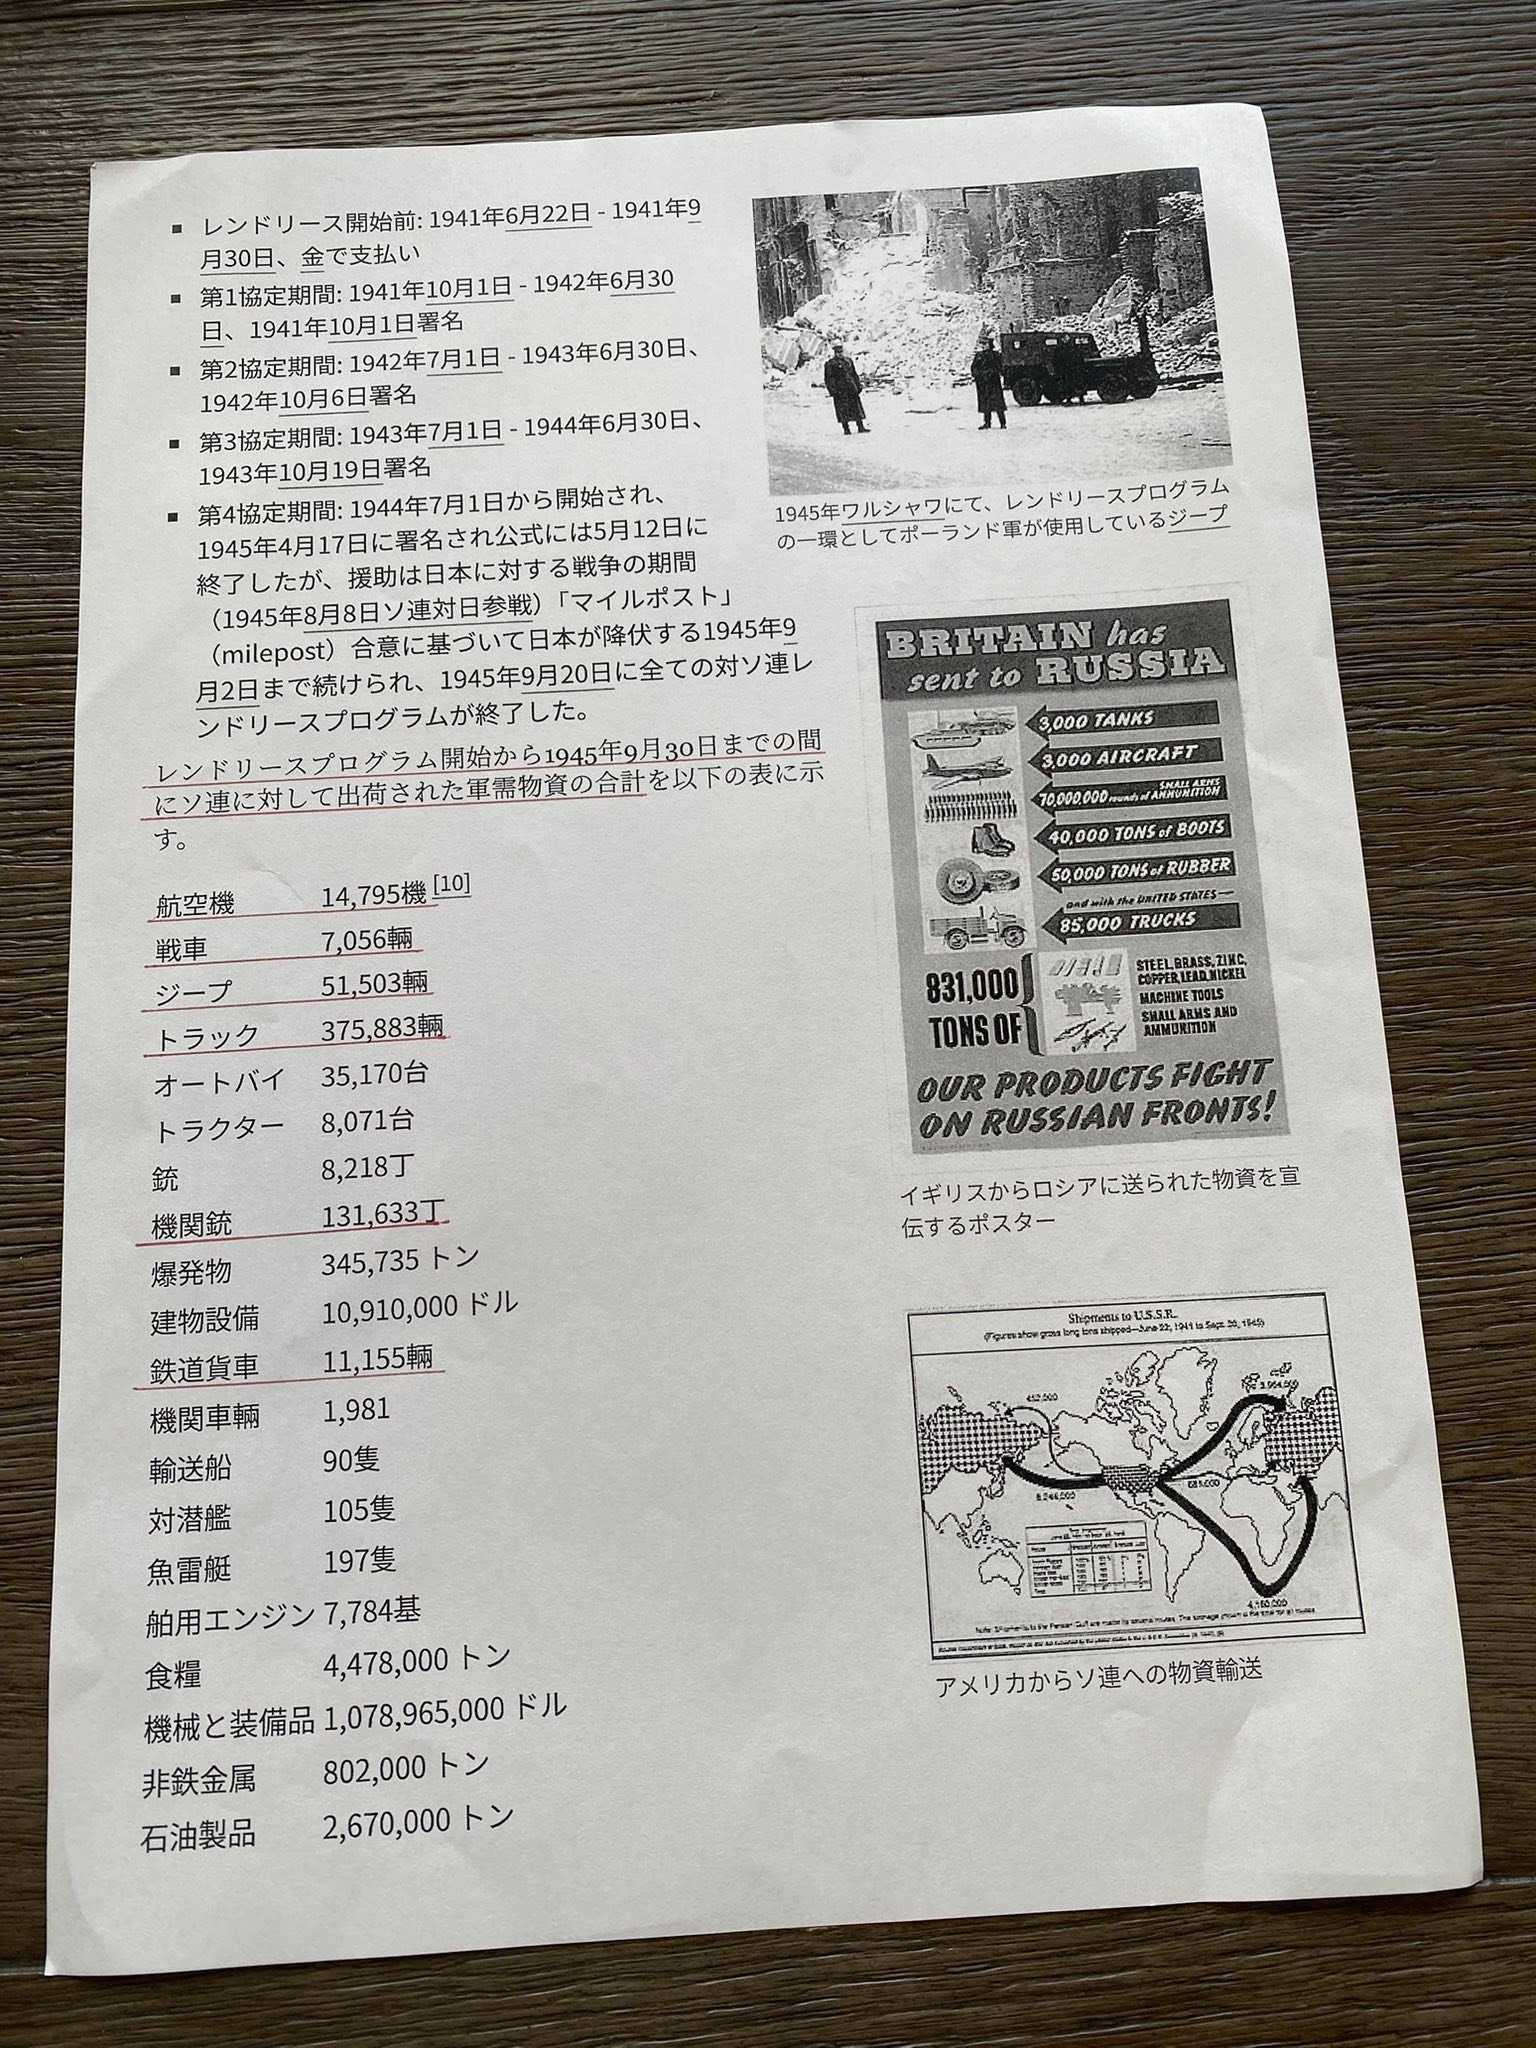 ▪ レンドリース開始前: 1941年6月22日 - 1941年9
月30日、金で支払い
▪ 第1協定期間: 1941年10月1日 - 1942年6月30
日、1941年10月1日署名
▪ 第2協定期間: 1942年7月1日 - 1943年6月30日、
1942年10月6日署名
▪ 第3協定期間: 1943年7月1日 - 1944年6月30日、
1943年10月19日署名
▪ 第4協定期間: 1944年7月1日から開始され、
1945年4月17日に署名され公式には5月12日に
終了したが、援助は日本に対する戦争の期間
（1945年8月8日ソ連対日参戦）「マイルポスト」
（milepost）合意に基づいて日本が降伏する1945年9
月2日まで続けられ、1945年9月20日に全ての対ソ連レ
ンドリースプログラムが終了した。
レンドリースプログラム開始から1945年9月30日までの間
にソ連に対して出荷された軍需物資の合計を以下の表に示
す。
航空機 14,795機[10]
戦車 7,056輛
ジープ 51,503輛
トラック 375,883輛
オートバイ 35,170台
トラクター 8,071台
銃 8,218丁
機関銃 131,633丁
爆発物 345,735 トン
建物設備 10,910,000 ドル
鉄道貨車 11,155輛
機関車輛 1,981
輸送船 90隻
対潜艦 105隻
魚雷艇 197隻
舶用エンジン 7,784基
食糧 4,478,000 トン
機械と装備品 1,078,965,000 ドル
非鉄金属 802,000 トン
石油製品 2,670,000 トン
1945年ワルシャワにて、レンドリースプログラム
の一環としてポーランド軍が使用しているジープ
BRITAIN has
sent to RUSSIA
3,000 TANKS
3,000 AIRCRAFT
70,000,000 rounds of SMALL ARMS AMMUNITION
40,000 TONS of BOOTS
50,000 TONS of RUBBER
and with the UNITED STATES—
85,000 TRUCKS
831,000
TONS OF
STEEL, BRASS, ZINC,
COPPER, LEAD, NICKEL
MACHINE TOOLS
SMALL ARMS AND
AMMUNITION
OUR PRODUCTS FIGHT
ON RUSSIAN FRONTS!
イギリスからロシアに送られた物資を宣
伝するポスター
Shipments to U.S.S.R.
(Figures show gross long tons shipped—June 22, 1941 to Sept. 20, 1945)
452,000
3,964,000
4,160,000
アメリカからソ連への物資輸送